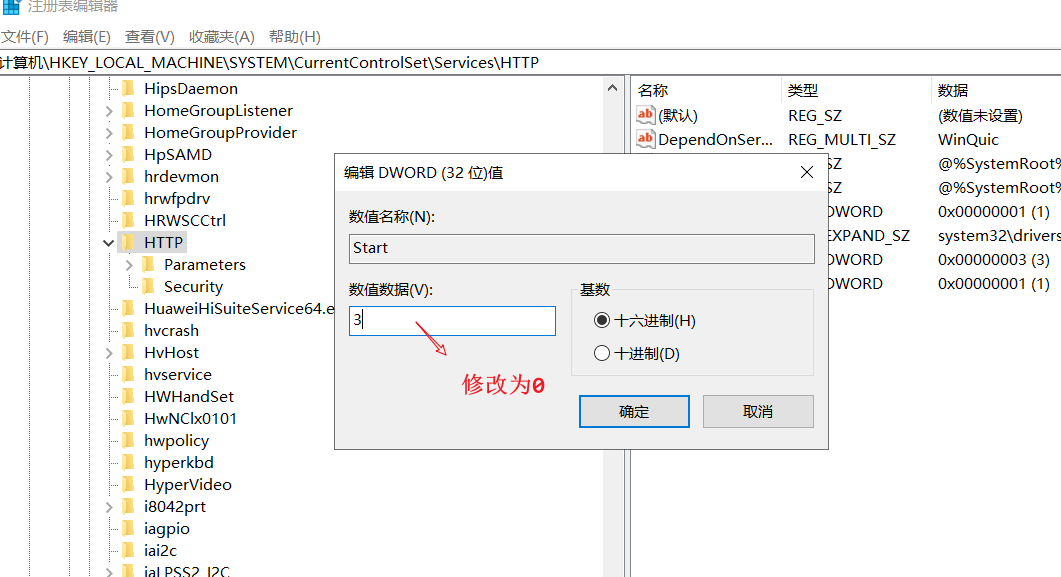 注册表编辑器
文件(F) 编辑(E) 查看(V) 收藏夹(A) 帮助(H)
计算机\HKEY_LOCAL_MACHINE\SYSTEM\CurrentControlSet\Services\HTTP
HipsDaemon
HomeGroupListener
HomeGroupProvider
HpSAMD
hrdevmon
hrwfpdrv
HRWSCCtrl
HTTP
Parameters
Security
HuaweiHiSuiteService64.e
hvcrash
HvHost
hvservice
HWHandSet
HwNClx0101
hwpolicy
hyperkbd
HyperVideo
i8042prt
iagpio
iai2c
iaLPSS2_I2C
名称 类型 数据
(默认) REG_SZ (数值未设置)
DependOnSer... REG_MULTI_SZ WinQuic
SZ @%SystemRoot%
SZ @%SystemRoot%
DWORD 0x00000001 (1)
EXPAND_SZ system32\drivers
DWORD 0x00000003 (3)
DWORD 0x00000001 (1)
编辑 DWORD (32 位)值
数值名称(N):
Start
数值数据(V):
3
基数
十六进制(H)
十进制(D)
修改为0
确定 取消